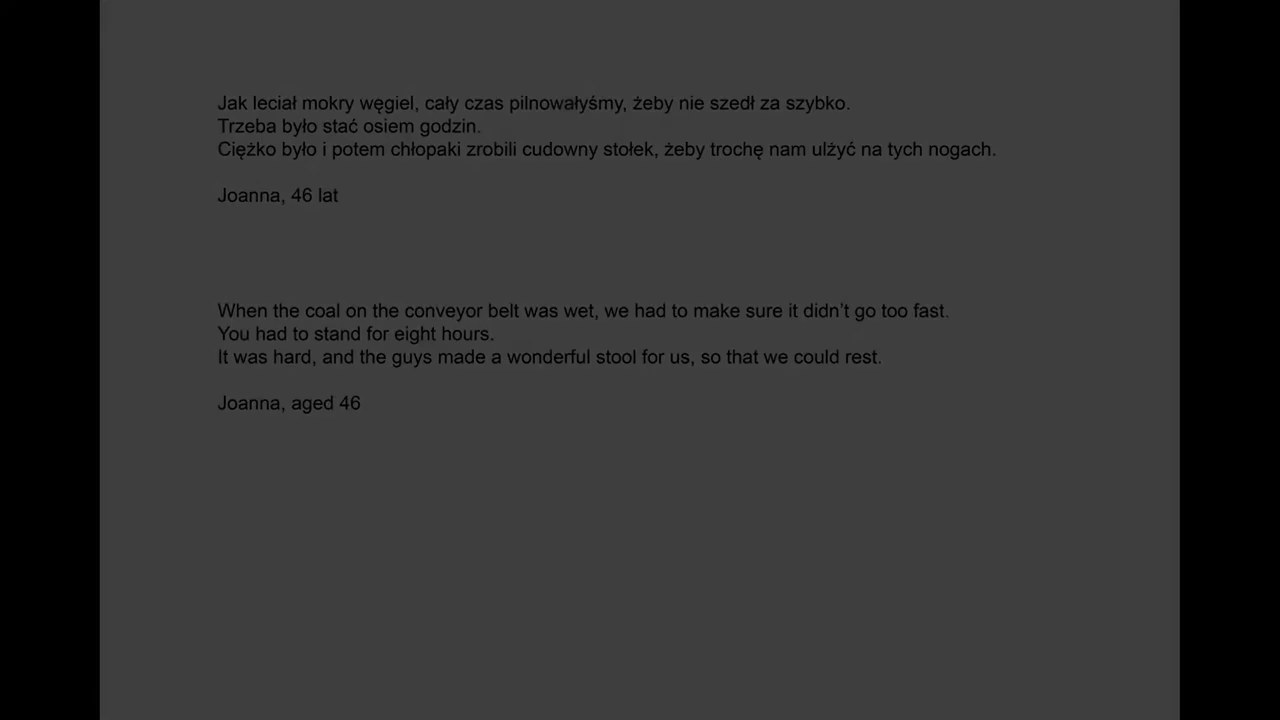 Jak leciał mokry węgiel, cały czas pilnowałyśmy, żeby nie szedł za szybko.
Trzeba było stać osiem godzin.
Ciężko było i potem chłopaki zrobili cudowny stołek, żeby trochę nam ulżyć na tych nogach.
Joanna, 46 lat
When the coal on the conveyor belt was wet, we had to make sure it didn’t go too fast.
You had to stand for eight hours.
It was hard, and the guys made a wonderful stool for us, so that we could rest.
Joanna, aged 46